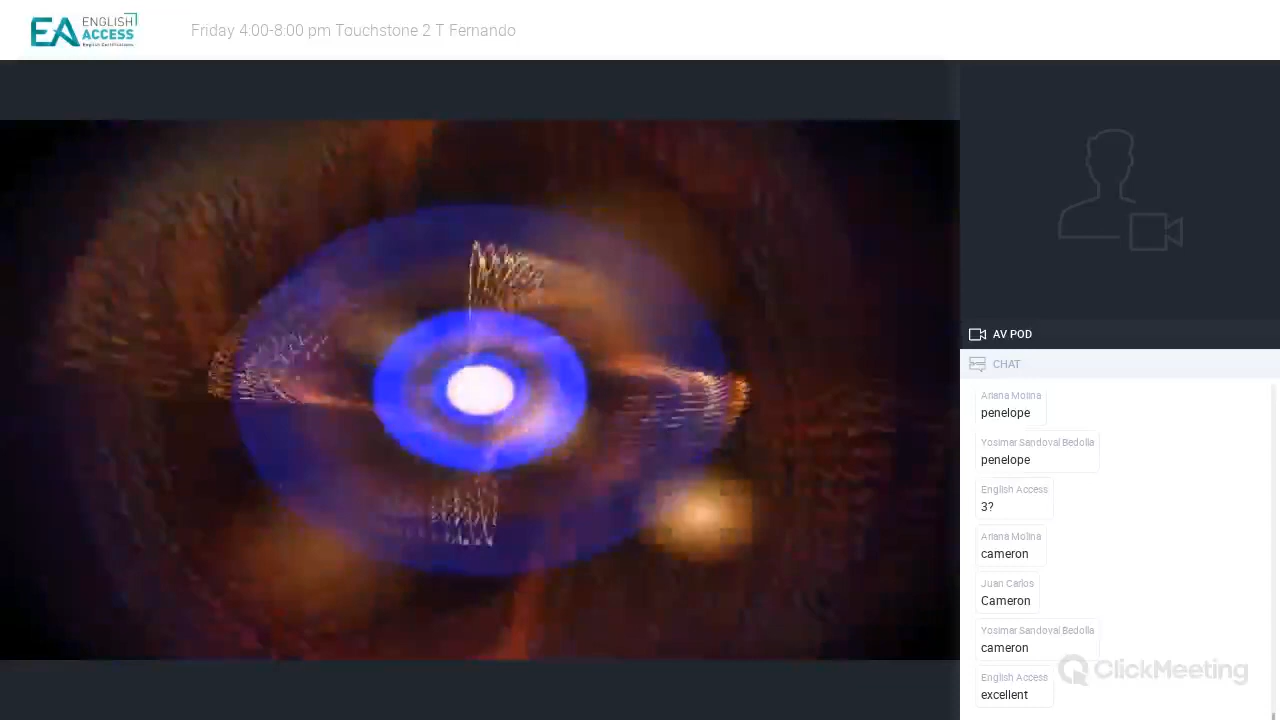 EA ENGLISH
ACCESS
English Certifications
Friday 4:00-8:00 pm Touchstone 2 T Fernando
AV POD
CHAT
Ariana Molina
penelope
Yosimar Sandoval Bedolla
penelope
English Access
3?
Ariana Molina
cameron
Juan Carlos
Cameron
Yosimar Sandoval Bedolla
cameron
English Access
excellent
ClickMeeting